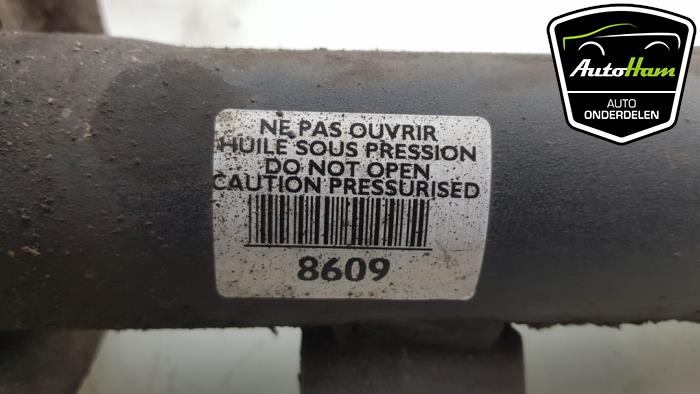 NE PAS OUVRIR
HUILE SOUS PRESSION
DO NOT OPEN
CAUTION PRESSURISED
8609
AutoHam
AUTO
ONDERDELEN